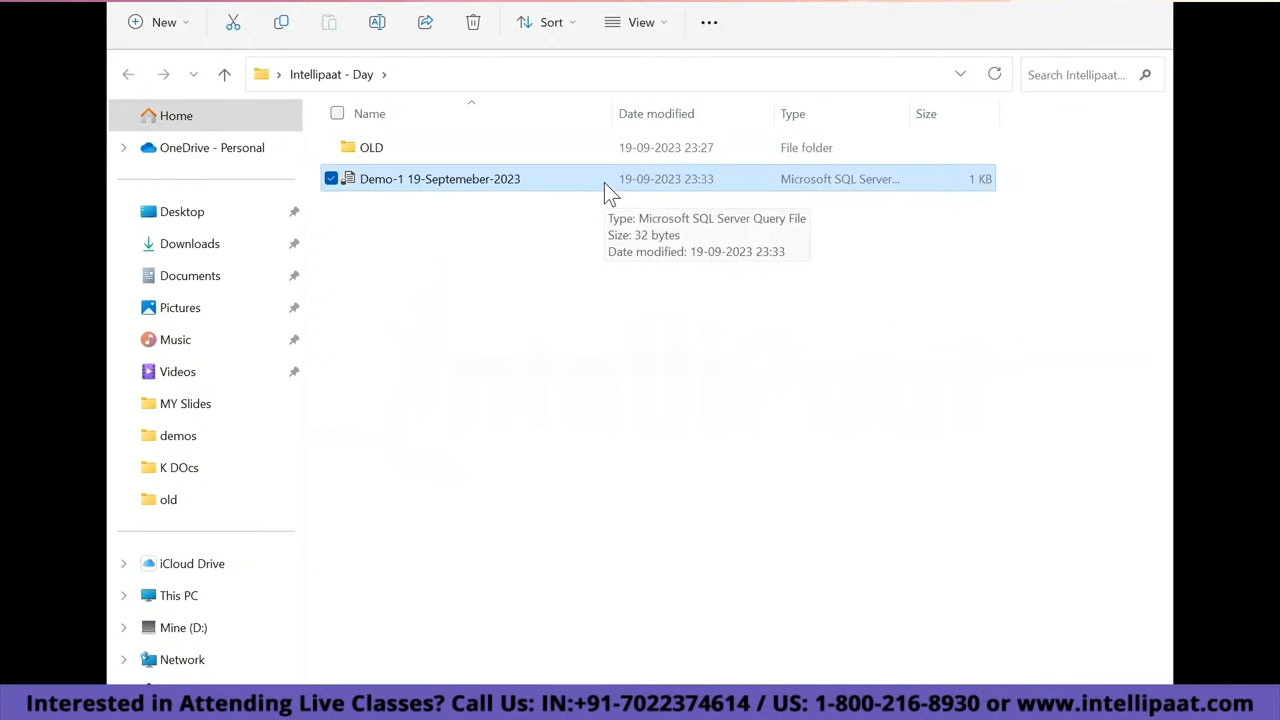 New
Sort
View
Intellipaat - Day
Search Intellipaat...
Name
Date modified
Type
Size
Home
OneDrive - Personal
Desktop
Downloads
Documents
Pictures
Music
Videos
MY Slides
demos
K DOcs
old
iCloud Drive
This PC
Mine (D:)
Network
OLD
19-09-2023 23:27
File folder
Demo-1 19-Septemeber-2023
19-09-2023 23:33
Microsoft SQL Server...
1 KB
Type: Microsoft SQL Server Query File
Size: 32 bytes
Date modified: 19-09-2023 23:33
IntelliPaat
Interested in Attending Live Classes? Call Us: IN:+91-7022374614 / US: 1-800-216-8930 or www.intellipaat.com